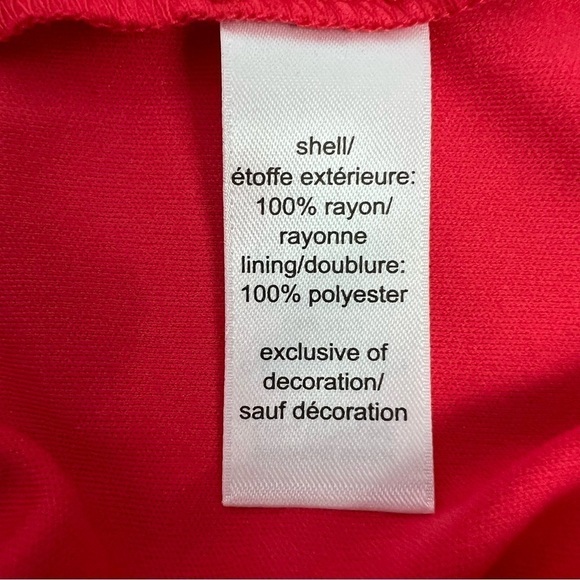 shell/
étoffe extérieure:
100% rayon/
rayonne
lining/doublure:
100% polyester
exclusive of
decoration/
sauf décoration